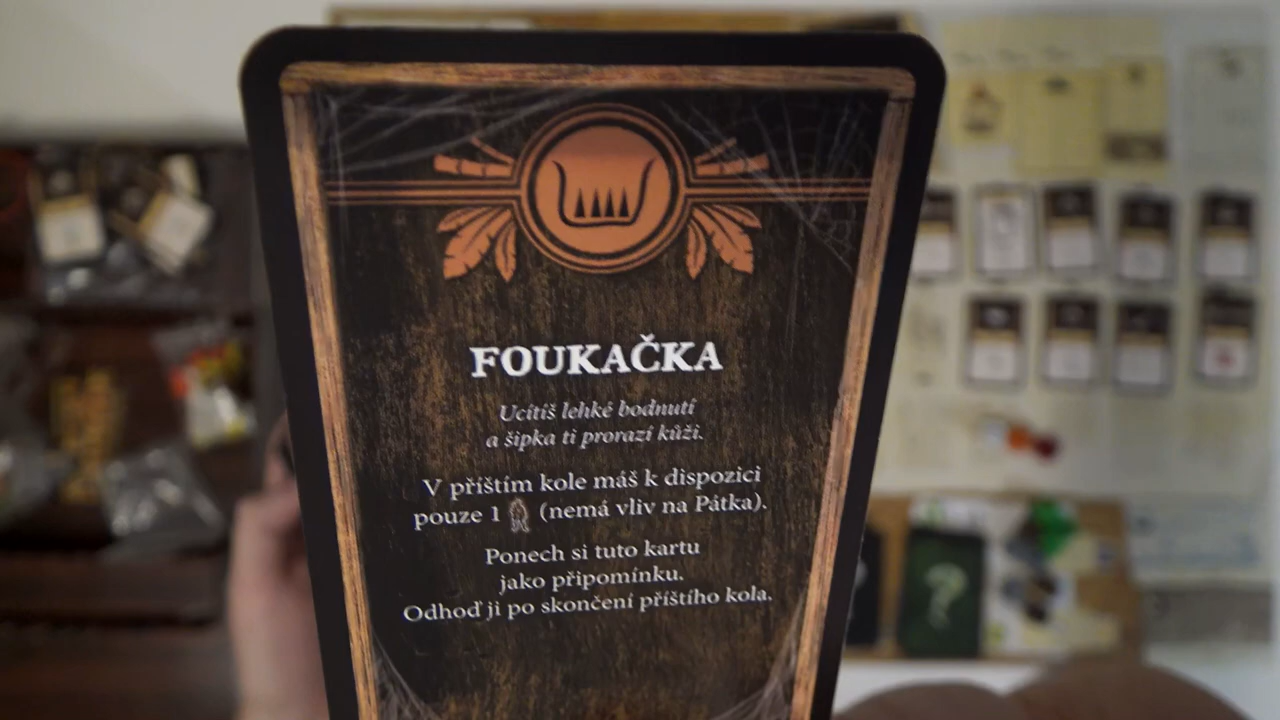 FOUKAČKA
Ucítíš lehké bodnutí
a šipka ti prorazí kůži.
V příštím kole máš k dispozici
pouze 1 (nemá vliv na Pátka).
Ponech si tuto kartu
jako připomínku.
Odhoď ji po skončení příštího kola.